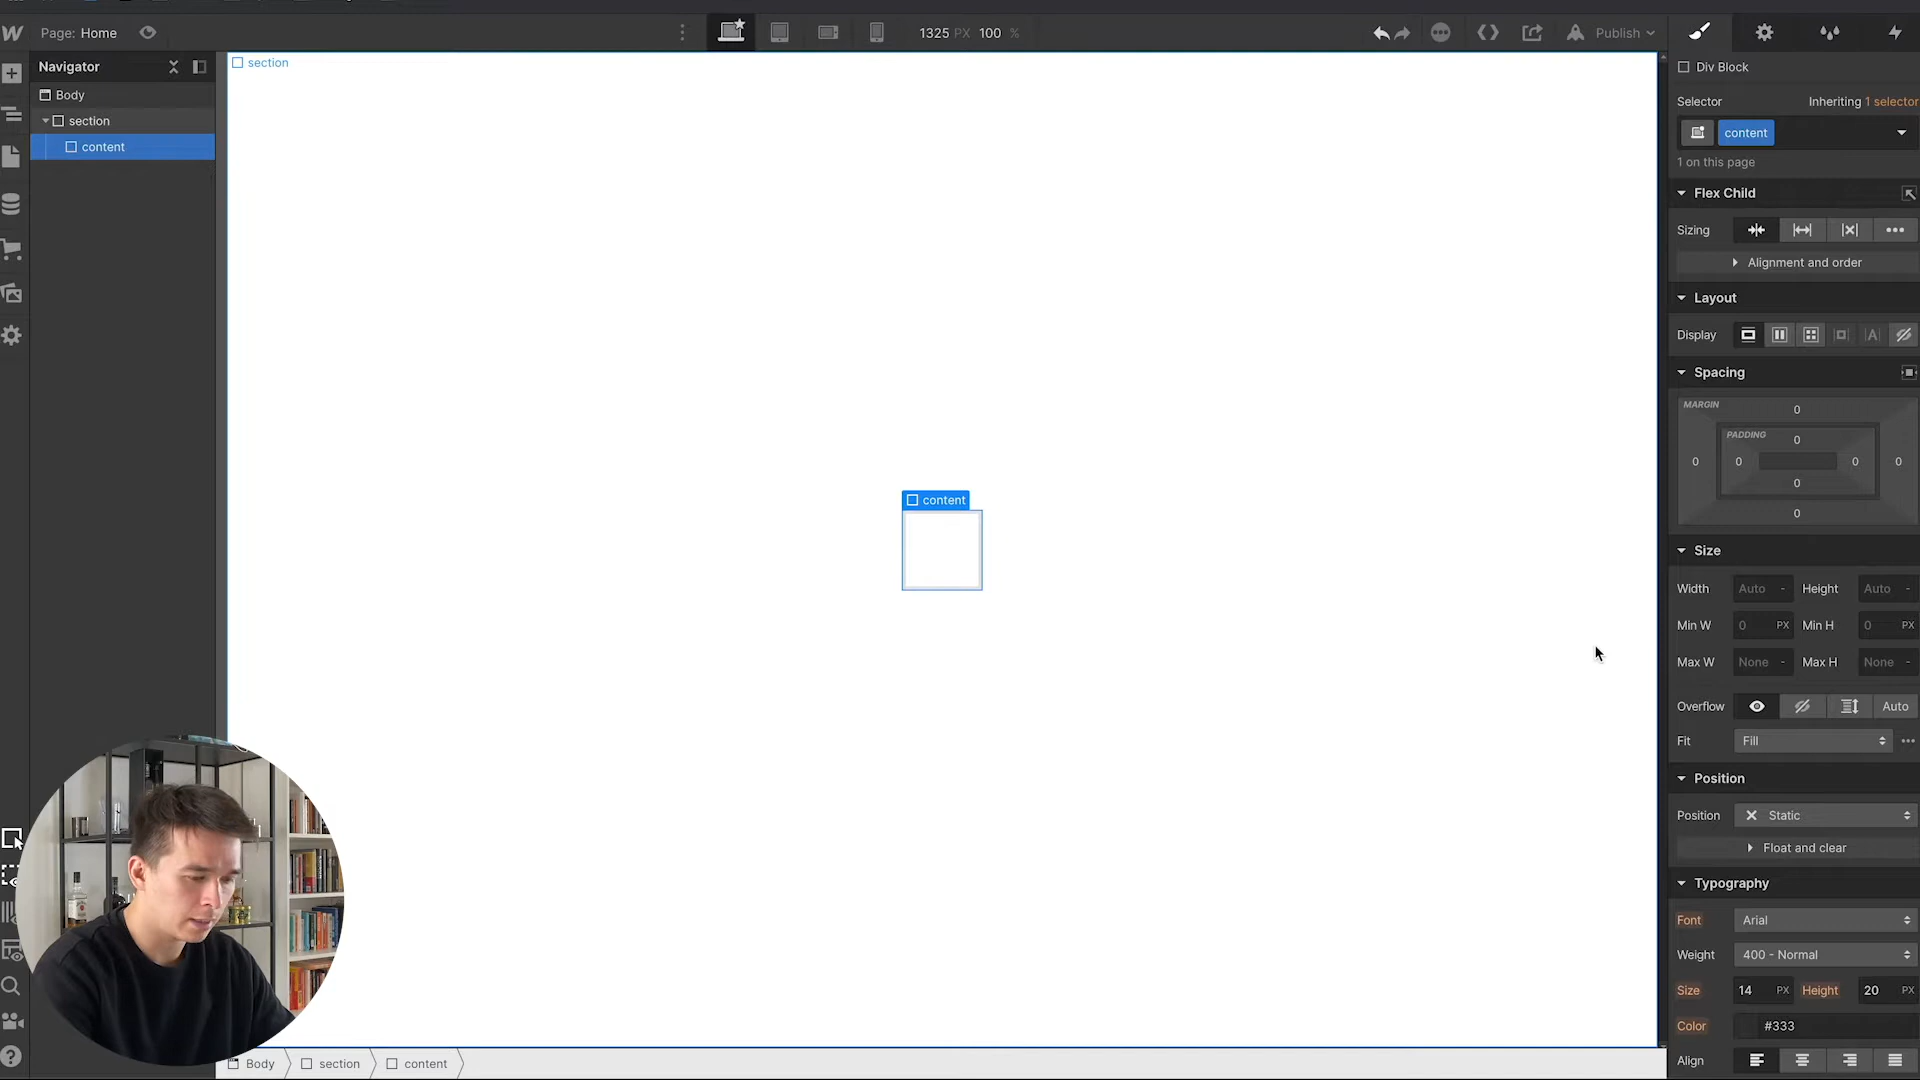 Page: Home
1325 PX 100 %
Publish
Navigator
Body
section
content
section
content
Body
section
content
Div Block
Selector
Inheriting 1 selector
content
1 on this page
Flex Child
Sizing
Alignment and order
Layout
Display
Spacing
MARGIN
0
PADDING
0
0 0 0 0
0
0
Size
Width Auto - Height Auto -
Min W 0 PX Min H 0 PX
Max W None - Max H None -
Overflow Auto
Fit Fill
Position
Position Static
Float and clear
Typography
Font Arial
Weight 400 - Normal
Size 14 PX Height 20 PX
Color #333
Align